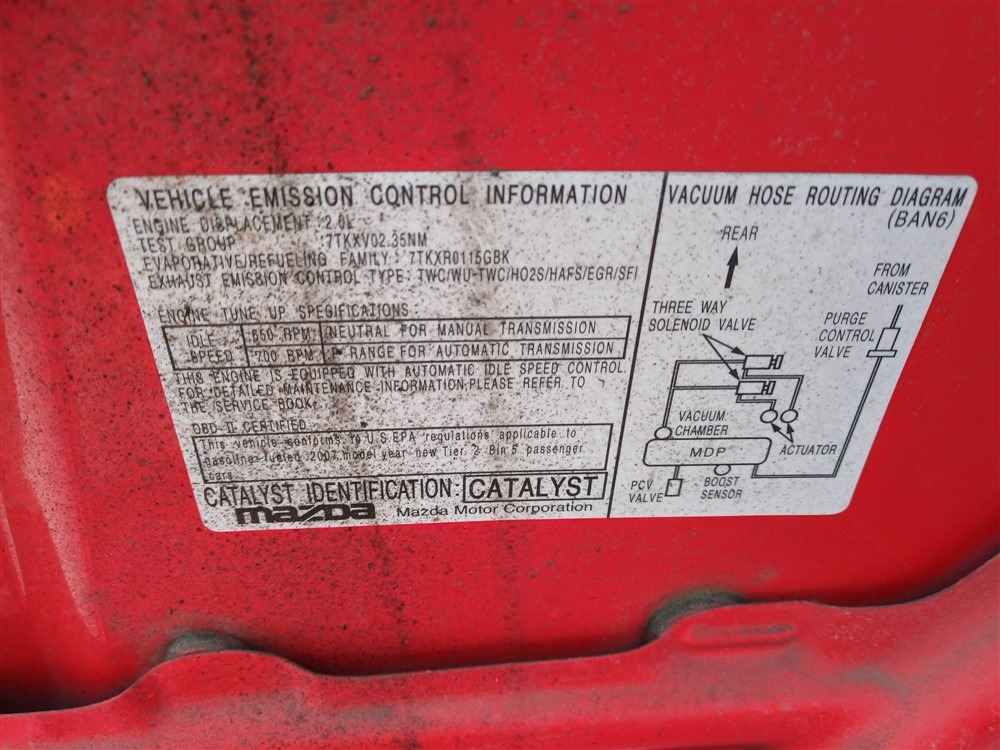 VEHICLE EMISSION CONTROL INFORMATION
ENGINE DISPLACEMENT :2.0L
TEST GROUP :7TKXV02.35NM
EVAPORATIVE/REFUELING FAMILY: 7TKXR0115GBK
EXHAUST EMISSION CONTROL TYPE: TWC/WU-TWC/HO2S/HAFS/EGR/SFI
ENGINE TUNE UP SPECIFICATIONS
IDLE SPEED
650 RPM NEUTRAL FOR MANUAL TRANSMISSION
700 RPM P RANGE FOR AUTOMATIC TRANSMISSION
THIS ENGINE IS EQUIPPED WITH AUTOMATIC IDLE SPEED CONTROL.
FOR DETAILED MAINTENANCE INFORMATION,PLEASE REFER TO
THE SERVICE BOOK.
OBD-II CERTIFIED
This vehicle conforms to U.S.EPA regulations applicable to
gasoline-fueled 2007 model year new Tier 2 Bin 5 passenger
cars.
CATALYST IDENTIFICATION: CATALYST
mazda Mazda Motor Corporation
VACUUM HOSE ROUTING DIAGRAM
(BAN6)
REAR
FROM
CANISTER
THREE WAY
SOLENOID VALVE
PURGE
CONTROL
VALVE
VACUUM
CHAMBER
ACTUATOR
MDP
PCV
VALVE
BOOST
SENSOR